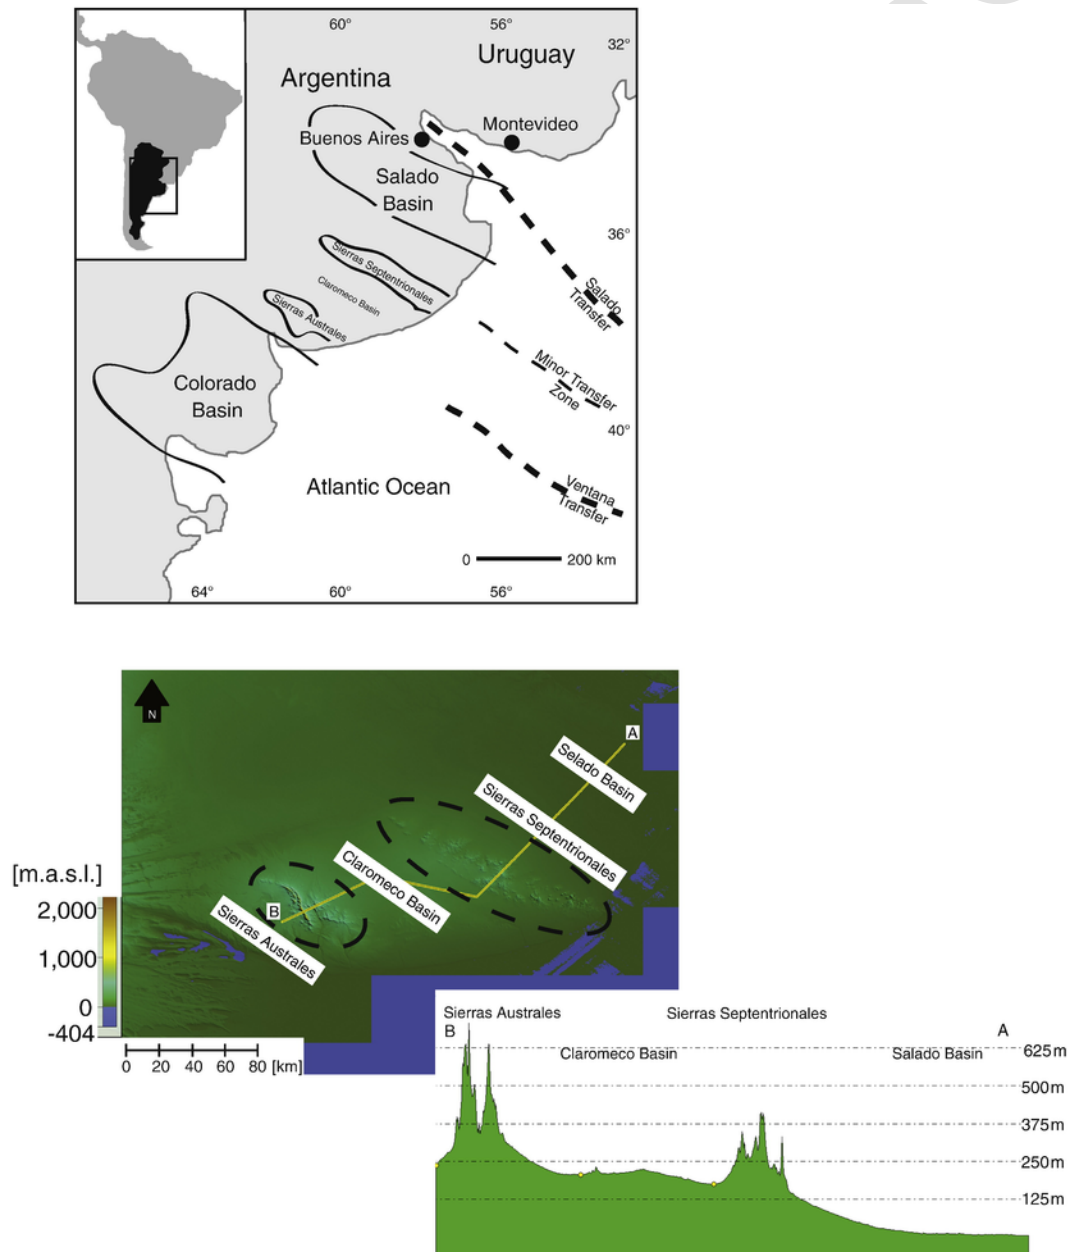 60°
56°
32°
Uruguay
Argentina
Buenos Aires
Montevideo
Salado
Basin
36°
Sierras Septentrionales
Claromeco Basin
Sierras Australes
Salado
Transfer
Minor Transfer
Zone
Colorado
Basin
40°
Atlantic Ocean
Ventana
Transfer
0
200 km
64°
60°
56°
N
A
Selado Basin
Sierras Septentrionales
Claromeco Basin
B
Sierras Australes
[m.a.s.l.]
2,000
1,000
0
-404
0 20 40 60 80 [km]
Sierras Australes
Sierras Septentrionales
B
A
Claromeco Basin
Salado Basin
625m
500m
375m
250m
125m